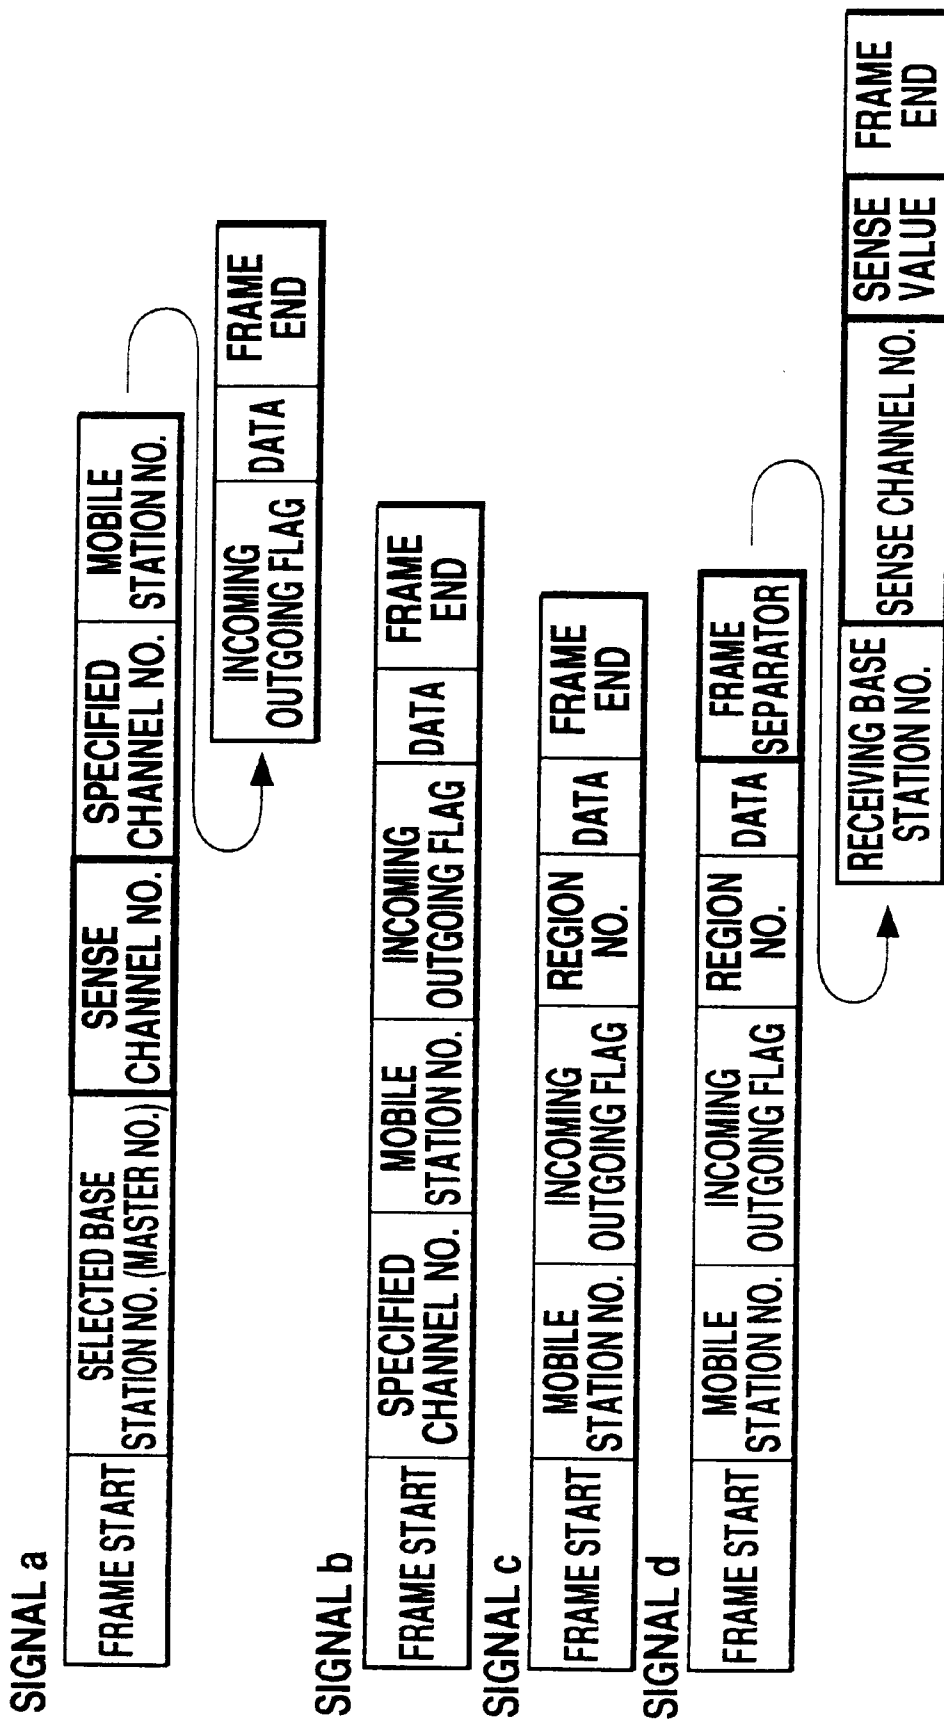 SIGNAL a
FRAME START
SELECTED BASE
STATION NO. (MASTER NO.)
SENSE
CHANNEL NO.
SPECIFIED
CHANNEL NO.
MOBILE
STATION NO.
INCOMING
OUTGOING FLAG
DATA
FRAME
END
SIGNAL b
FRAME START
SPECIFIED
CHANNEL NO.
MOBILE
STATION NO.
INCOMING
OUTGOING FLAG
DATA
FRAME
END
SIGNAL c
FRAME START
MOBILE
STATION NO.
INCOMING
OUTGOING FLAG
REGION
NO.
DATA
FRAME
END
SIGNAL d
FRAME START
MOBILE
STATION NO.
INCOMING
OUTGOING FLAG
REGION
NO.
DATA
FRAME
SEPARATOR
RECEIVING BASE
STATION NO.
SENSE CHANNEL NO.
SENSE
VALUE
FRAME
END